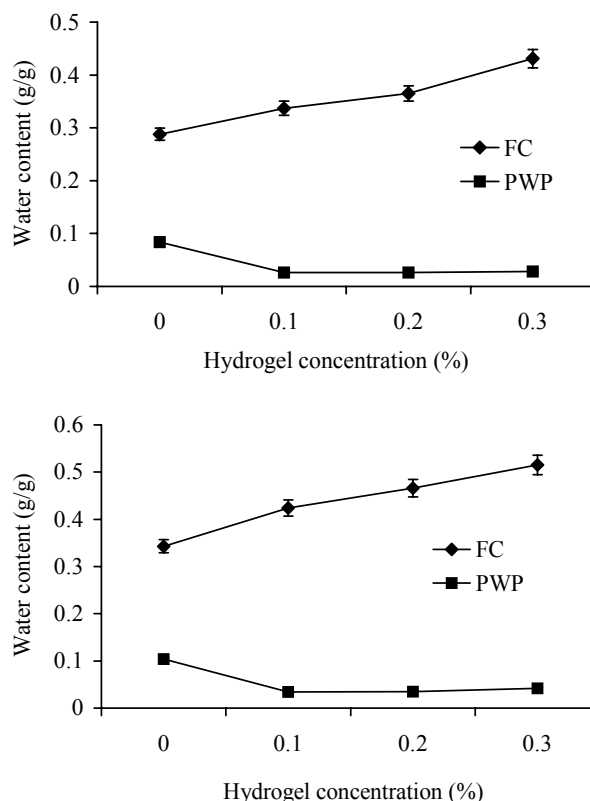 0.5
0.4
0.3
0.2
0.1
0
Water content (g/g)
FC
PWP
0 0.1 0.2 0.3
Hydrogel concentration (%)
0.6
0.5
0.4
0.3
0.2
0.1
0
Water content (g/g)
FC
PWP
0 0.1 0.2 0.3
Hydrogel concentration (%)